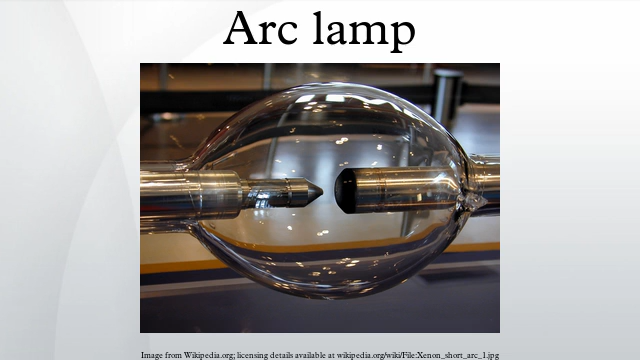 Arc lamp
Image from Wikipedia.org; licensing details available at wikipedia.org/wiki/File:Xenon_short_arc_1.jpg